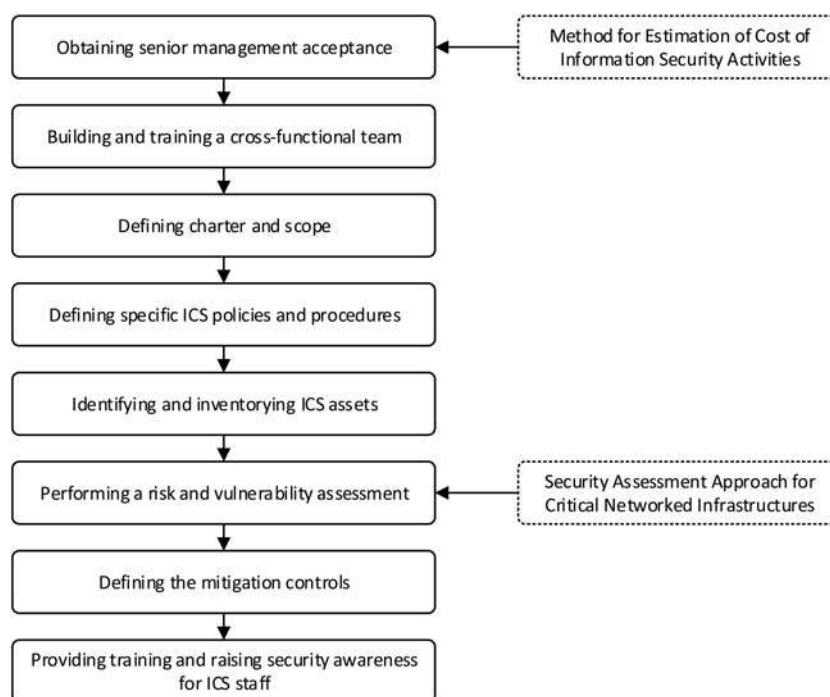 Obtaining senior management acceptance
Method for Estimation of Cost of
Information Security Activities
Building and training a cross-functional team
Defining charter and scope
Defining specific ICS policies and procedures
Identifying and inventorying ICS assets
Performing a risk and vulnerability assessment
Security Assessment Approach for
Critical Networked Infrastructures
Defining the mitigation controls
Providing training and raising security awareness
for ICS staff